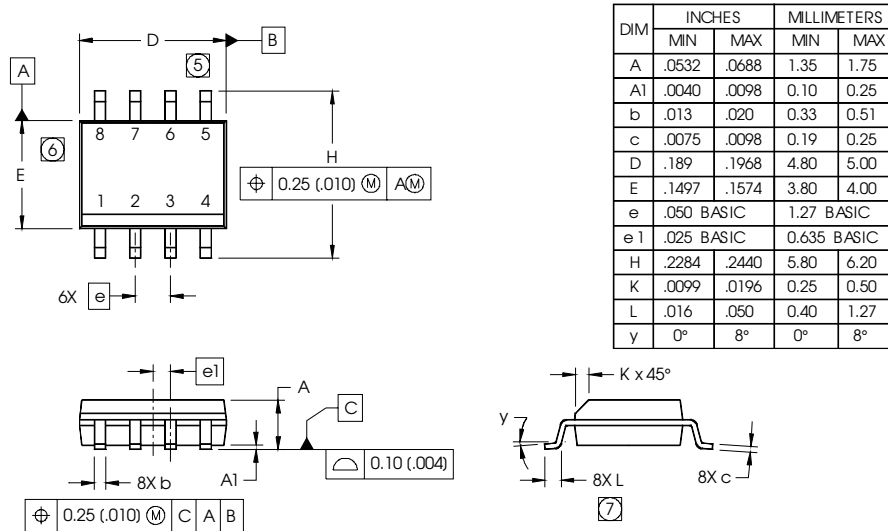 D
B
5
A
8 7 6 5
6
E
H
⌖ 0.25 (.010) Ⓜ AⓂ
1 2 3 4
6X e
DIM INCHES MILLIMETERS
MIN MAX MIN MAX
A .0532 .0688 1.35 1.75
A1 .0040 .0098 0.10 0.25
b .013 .020 0.33 0.51
c .0075 .0098 0.19 0.25
D .189 .1968 4.80 5.00
E .1497 .1574 3.80 4.00
e .050 BASIC 1.27 BASIC
e1 .025 BASIC 0.635 BASIC
H .2284 .2440 5.80 6.20
K .0099 .0196 0.25 0.50
L .016 .050 0.40 1.27
y 0° 8° 0° 8°
e1
A
C
8X b
A1
⌓ 0.10 (.004)
⌖ 0.25 (.010) Ⓜ C A B
K x 45°
y
8X L
8X c
7